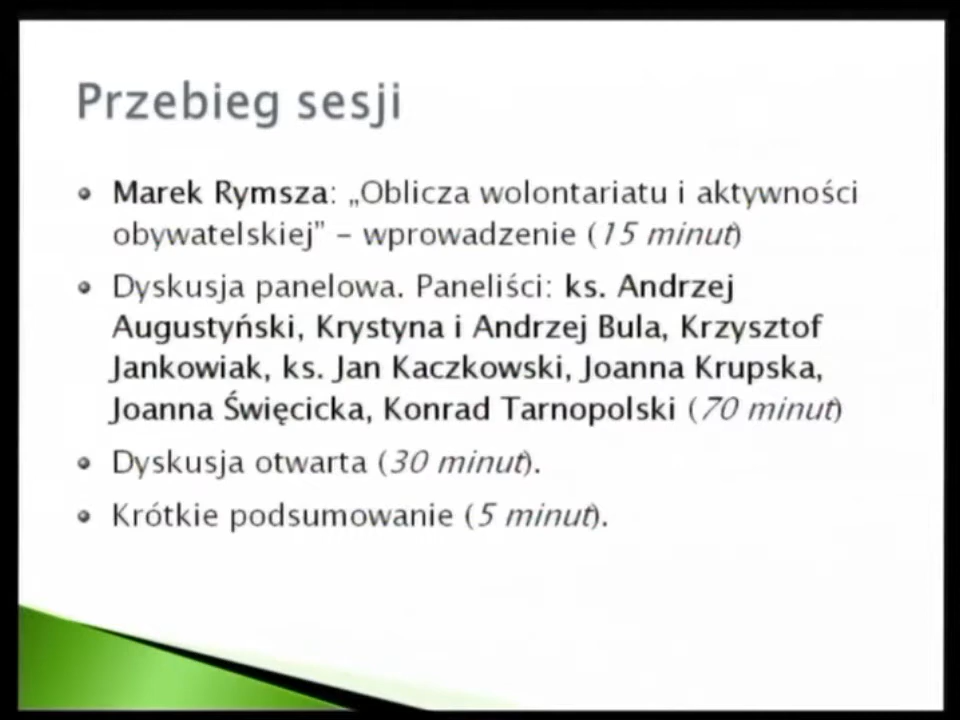 Przebieg sesji
Marek Rymsza: „Oblicza wolontariatu i aktywności
obywatelskiej” – wprowadzenie (15 minut)
Dyskusja panelowa. Paneliści: ks. Andrzej
Augustyński, Krystyna i Andrzej Bula, Krzysztof
Jankowiak, ks. Jan Kaczkowski, Joanna Krupska,
Joanna Święcicka, Konrad Tarnopolski (70 minut)
Dyskusja otwarta (30 minut).
Krótkie podsumowanie (5 minut).